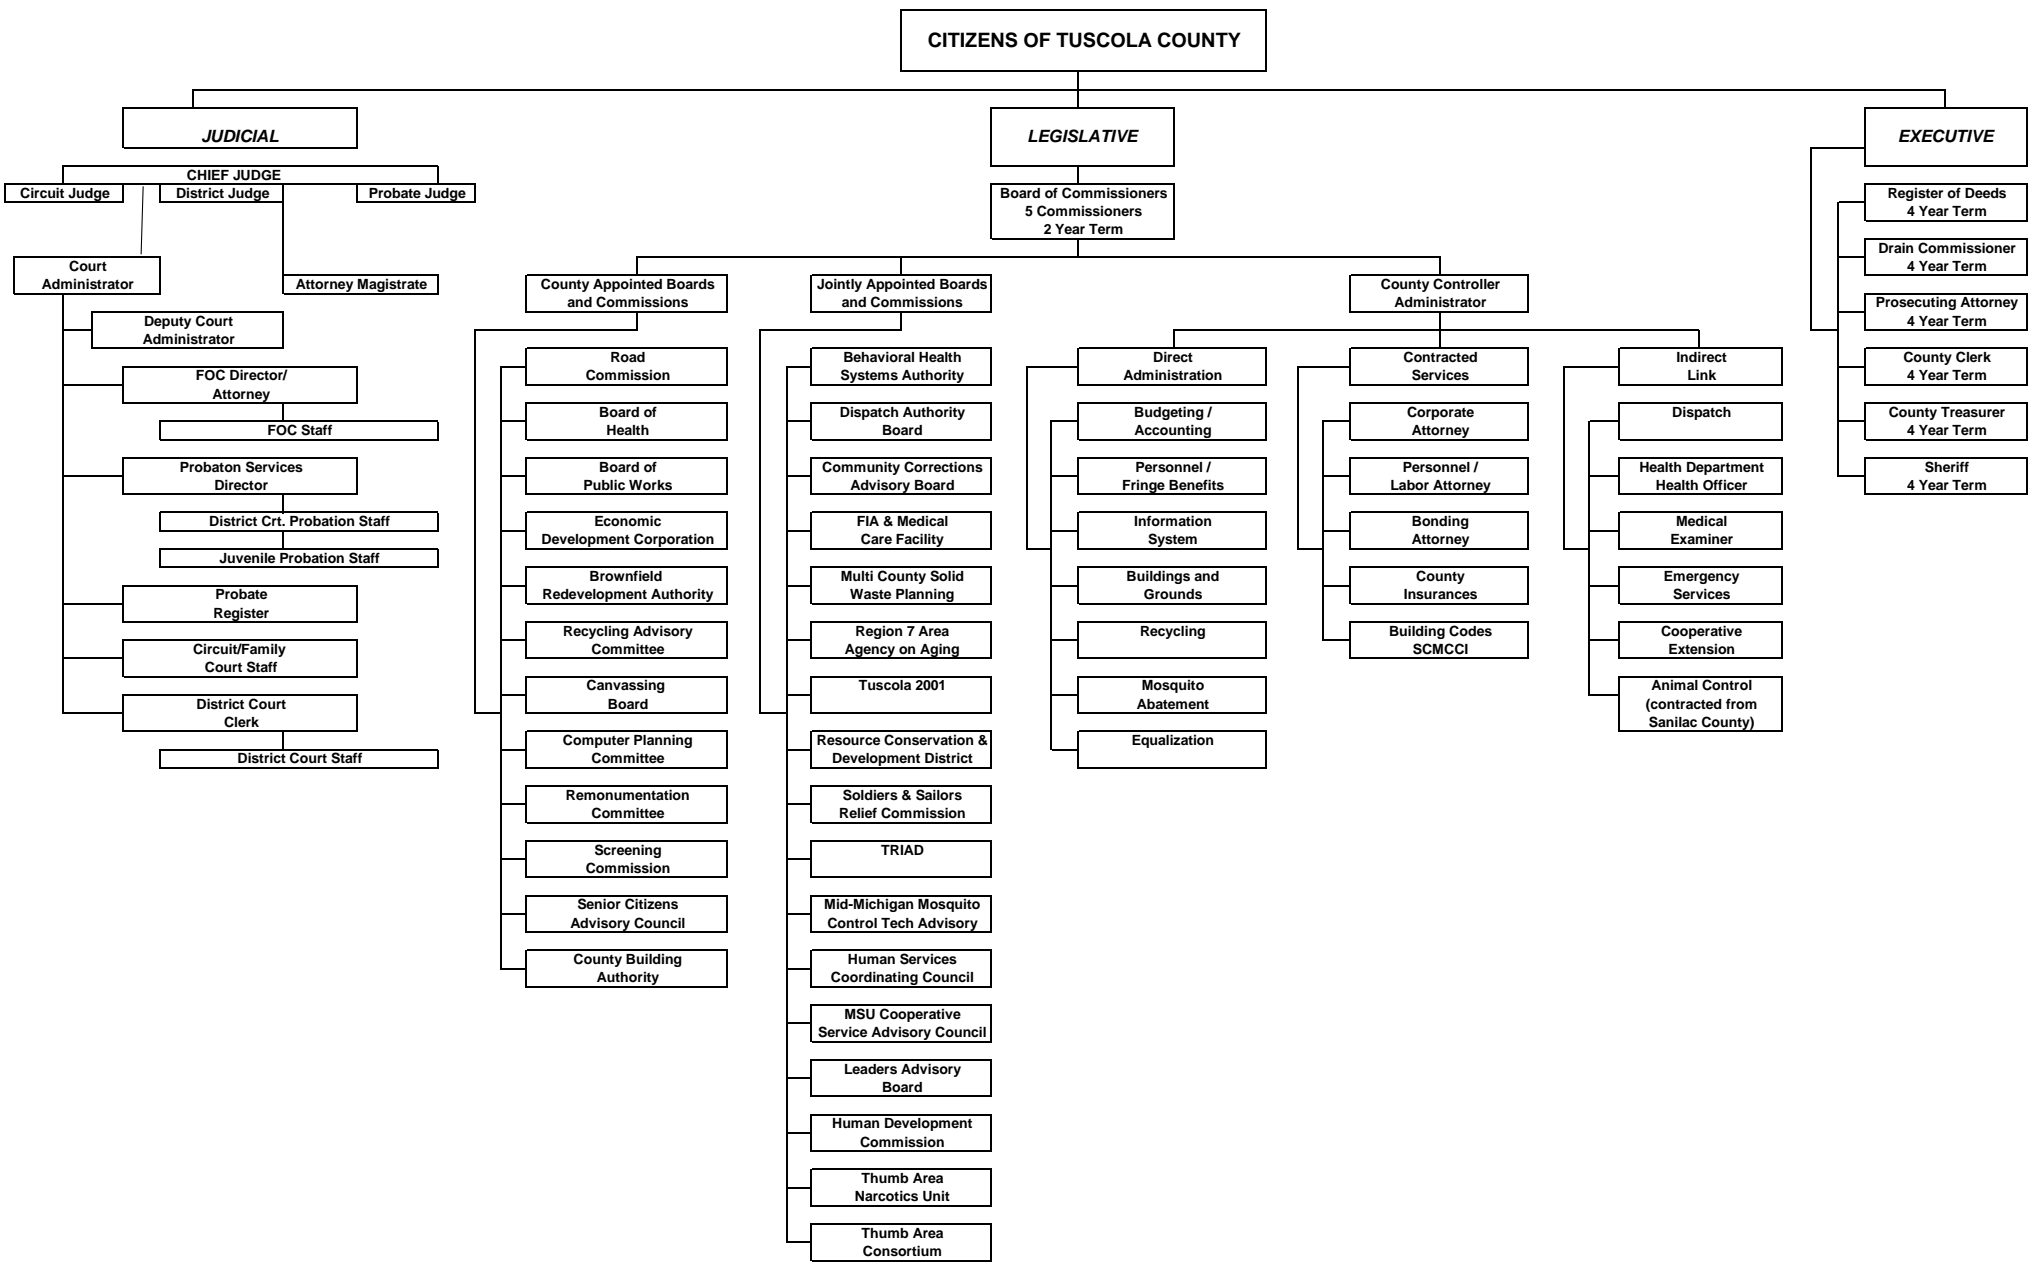 CITIZENS OF TUSCOLA COUNTY
JUDICIAL
CHIEF JUDGE
Circuit Judge
District Judge
Probate Judge
Court
Administrator
Attorney Magistrate
Deputy Court
Administrator
FOC Director/
Attorney
FOC Staff
Probaton Services
Director
District Crt. Probation Staff
Juvenile Probation Staff
Probate
Register
Circuit/Family
Court Staff
District Court
Clerk
District Court Staff
LEGISLATIVE
Board of Commissioners
5 Commissioners
2 Year Term
County Appointed Boards
and Commissions
Road
Commission
Board of
Health
Board of
Public Works
Economic
Development Corporation
Brownfield
Redevelopment Authority
Recycling Advisory
Committee
Canvassing
Board
Computer Planning
Committee
Remonumentation
Committee
Screening
Commission
Senior Citizens
Advisory Council
County Building
Authority
Jointly Appointed Boards
and Commissions
Behavioral Health
Systems Authority
Dispatch Authority
Board
Community Corrections
Advisory Board
FIA & Medical
Care Facility
Multi County Solid
Waste Planning
Region 7 Area
Agency on Aging
Tuscola 2001
Resource Conservation &
Development District
Soldiers & Sailors
Relief Commission
TRIAD
Mid-Michigan Mosquito
Control Tech Advisory
Human Services
Coordinating Council
MSU Cooperative
Service Advisory Council
Leaders Advisory
Board
Human Development
Commission
Thumb Area
Narcotics Unit
Thumb Area
Consortium
County Controller
Administrator
Direct
Administration
Budgeting /
Accounting
Personnel /
Fringe Benefits
Information
System
Buildings and
Grounds
Recycling
Mosquito
Abatement
Equalization
Contracted
Services
Corporate
Attorney
Personnel /
Labor Attorney
Bonding
Attorney
County
Insurances
Building Codes
SCMCCI
Indirect
Link
Dispatch
Health Department
Health Officer
Medical
Examiner
Emergency
Services
Cooperative
Extension
Animal Control
(contracted from
Sanilac County)
EXECUTIVE
Register of Deeds
4 Year Term
Drain Commissioner
4 Year Term
Prosecuting Attorney
4 Year Term
County Clerk
4 Year Term
County Treasurer
4 Year Term
Sheriff
4 Year Term